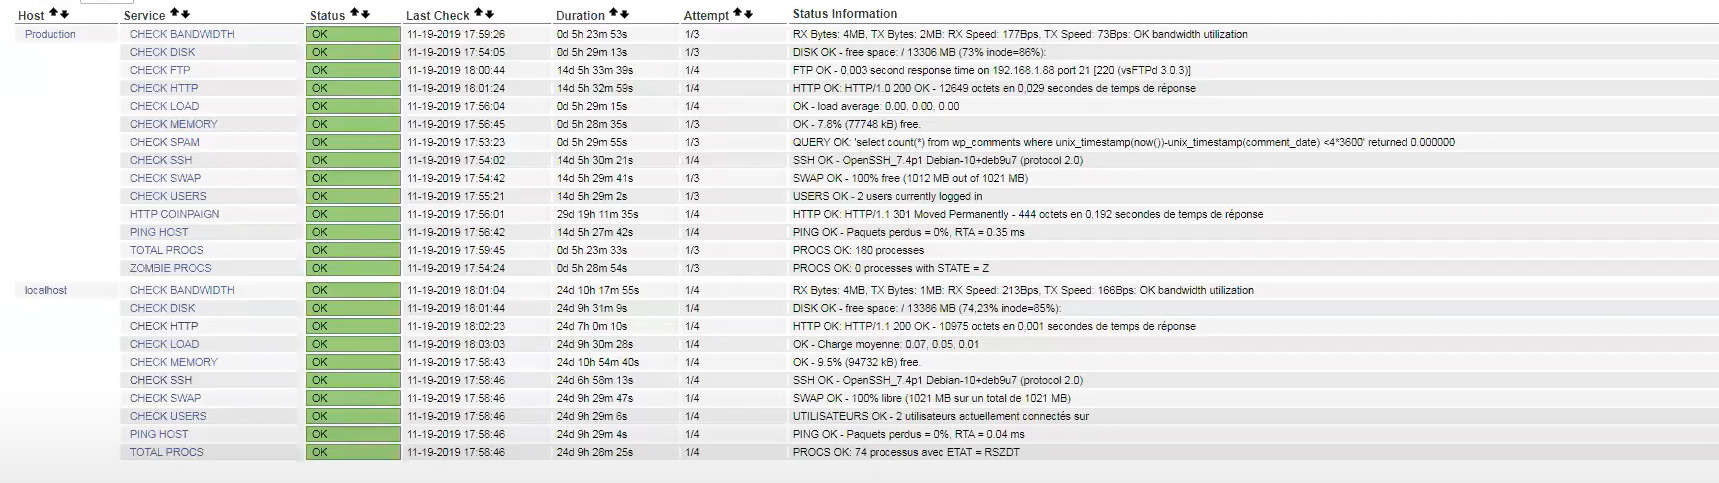 Host Service Status Last Check Duration Attempt Status Information
Production CHECK BANDWIDTH OK 11-19-2019 17:59:26 0d 5h 23m 53s 1/3 RX Bytes: 4MB, TX Bytes: 2MB: RX Speed: 177Bps, TX Speed: 73Bps: OK bandwidth utilization
CHECK DISK OK 11-19-2019 17:54:05 0d 5h 29m 13s 1/3 DISK OK - free space: / 13306 MB (73% inode=86%):
CHECK FTP OK 11-19-2019 18:00:44 14d 5h 33m 39s 1/4 FTP OK - 0,003 second response time on 192.168.1.88 port 21 [220 (vsFTPd 3.0.3)]
CHECK HTTP OK 11-19-2019 18:01:24 14d 5h 32m 59s 1/4 HTTP OK: HTTP/1.0 200 OK - 12649 octets en 0,029 secondes de temps de réponse
CHECK LOAD OK 11-19-2019 17:56:04 0d 5h 29m 15s 1/4 OK - load average: 0.00, 0.00, 0.00
CHECK MEMORY OK 11-19-2019 17:56:45 0d 5h 28m 35s 1/3 OK - 7.8% (77748 kB) free.
CHECK SPAM OK 11-19-2019 17:53:23 0d 5h 29m 55s 1/3 QUERY OK: 'select count(*) from wp_comments where unix_timestamp(now())-unix_timestamp(comment_date) <4*3600' returned 0.000000
CHECK SSH OK 11-19-2019 17:54:02 14d 5h 30m 21s 1/4 SSH OK - OpenSSH_7.4p1 Debian-10+deb9u7 (protocol 2.0)
CHECK SWAP OK 11-19-2019 17:54:42 14d 5h 29m 41s 1/3 SWAP OK - 100% free (1012 MB out of 1021 MB)
CHECK USERS OK 11-19-2019 17:55:21 14d 5h 29m 2s 1/3 USERS OK - 2 users currently logged in
HTTP COINPAIGN OK 11-19-2019 17:56:01 29d 19h 11m 35s 1/4 HTTP OK: HTTP/1.1 301 Moved Permanently - 444 octets en 0,192 secondes de temps de réponse
PING HOST OK 11-19-2019 17:56:42 14d 5h 27m 42s 1/4 PING OK - Paquets perdus = 0%, RTA = 0.35 ms
TOTAL PROCS OK 11-19-2019 17:59:45 0d 5h 23m 33s 1/3 PROCS OK: 180 processes
ZOMBIE PROCS OK 11-19-2019 17:54:24 0d 5h 28m 54s 1/3 PROCS OK: 0 processes with STATE = Z
localhost CHECK BANDWIDTH OK 11-19-2019 18:01:04 24d 10h 17m 55s 1/4 RX Bytes: 4MB, TX Bytes: 1MB: RX Speed: 213Bps, TX Speed: 166Bps: OK bandwidth utilization
CHECK DISK OK 11-19-2019 18:01:44 24d 9h 31m 9s 1/4 DISK OK - free space: / 13386 MB (74,23% inode=85%):
CHECK HTTP OK 11-19-2019 18:02:23 24d 7h 0m 10s 1/4 HTTP OK: HTTP/1.1 200 OK - 10975 octets en 0,001 secondes de temps de réponse
CHECK LOAD OK 11-19-2019 18:03:03 24d 9h 30m 28s 1/4 OK - Charge moyenne: 0.07, 0.05, 0.01
CHECK MEMORY OK 11-19-2019 17:58:43 24d 10h 54m 40s 1/4 OK - 9.5% (94732 kB) free.
CHECK SSH OK 11-19-2019 17:58:46 24d 6h 58m 13s 1/4 SSH OK - OpenSSH_7.4p1 Debian-10+deb9u7 (protocol 2.0)
CHECK SWAP OK 11-19-2019 17:58:46 24d 9h 29m 47s 1/4 SWAP OK - 100% libre (1021 MB sur un total de 1021 MB)
CHECK USERS OK 11-19-2019 17:58:46 24d 9h 29m 6s 1/4 UTILISATEURS OK - 2 utilisateurs actuellement connectés sur
PING HOST OK 11-19-2019 17:58:46 24d 9h 29m 4s 1/4 PING OK - Paquets perdus = 0%, RTA = 0.04 ms
TOTAL PROCS OK 11-19-2019 17:58:46 24d 9h 28m 25s 1/4 PROCS OK: 74 processus avec ETAT = RSZDT